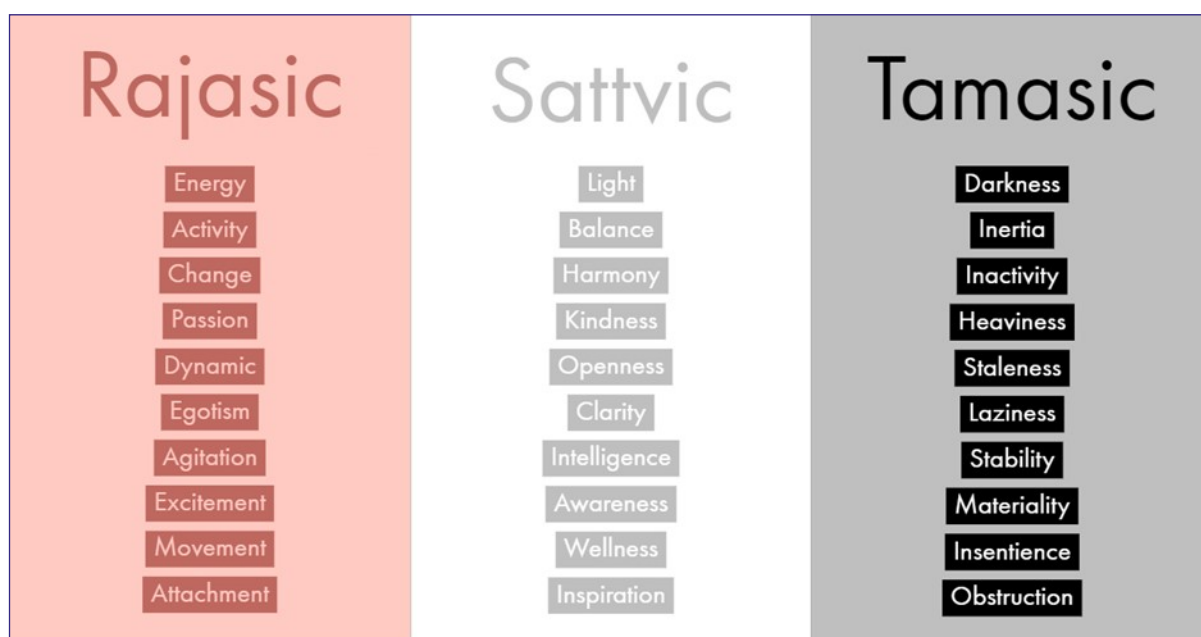 Rajasic
Energy
Activity
Change
Passion
Dynamic
Egotism
Agitation
Excitement
Movement
Attachment
Sattvic
Light
Balance
Harmony
Kindness
Openness
Clarity
Intelligence
Awareness
Wellness
Inspiration
Tamasic
Darkness
Inertia
Inactivity
Heaviness
Staleness
Laziness
Stability
Materiality
Insentience
Obstruction